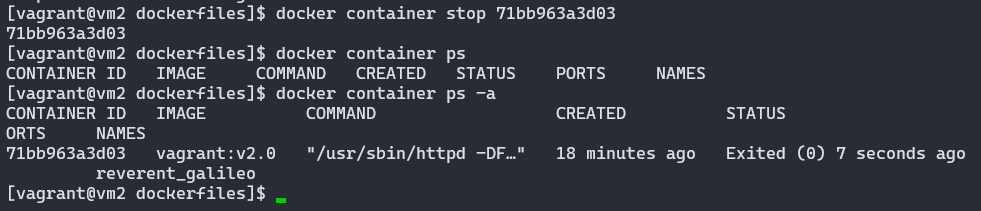 [vagrant@vm2 dockerfiles]$ docker container stop 71bb963a3d03
71bb963a3d03
[vagrant@vm2 dockerfiles]$ docker container ps
CONTAINER ID   IMAGE     COMMAND   CREATED   STATUS    PORTS     NAMES
[vagrant@vm2 dockerfiles]$ docker container ps -a
CONTAINER ID   IMAGE          COMMAND                  CREATED          STATUS
ORTS     NAMES
71bb963a3d03   vagrant:v2.0   "/usr/sbin/httpd -DF…"   18 minutes ago   Exited (0) 7 seconds ago
         reverent_galileo
[vagrant@vm2 dockerfiles]$